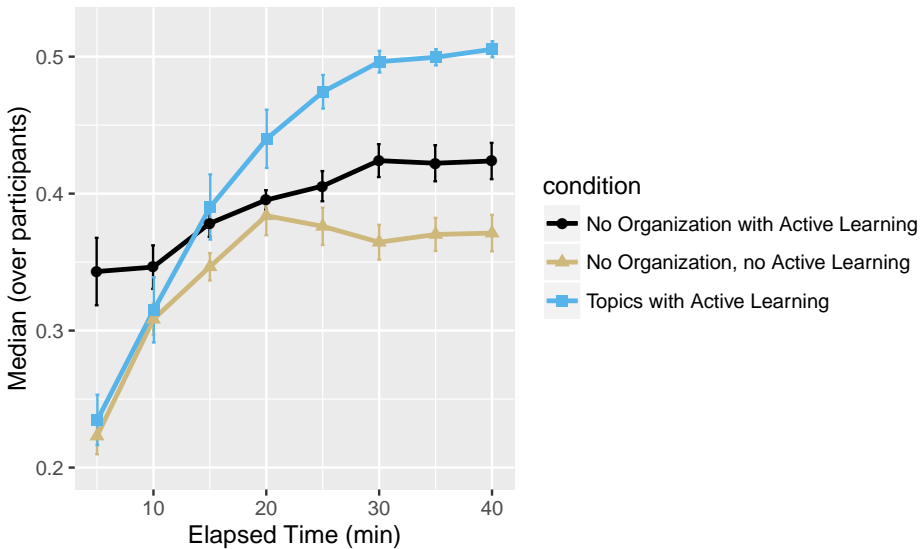 Median (over participants)
0.5
0.4
0.3
0.2
10
20
30
40
Elapsed Time (min)
condition
No Organization with Active Learning
No Organization, no Active Learning
Topics with Active Learning